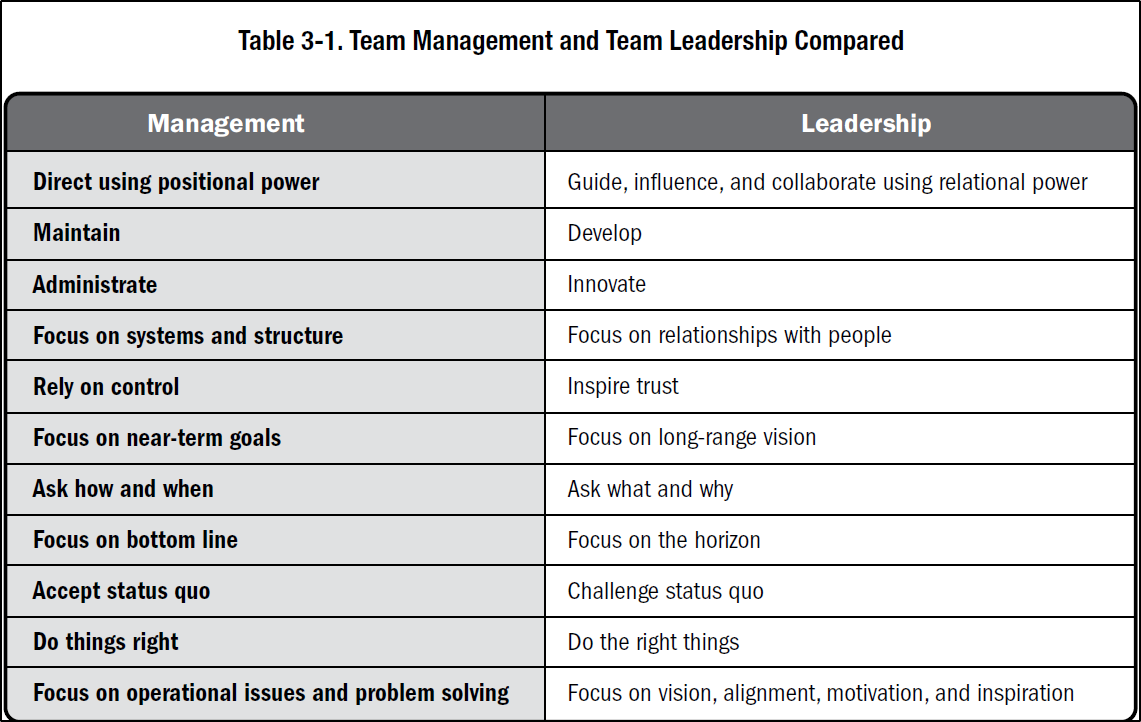 Table 3-1. Team Management and Team Leadership Compared
Management Leadership
Direct using positional power Guide, influence, and collaborate using relational power
Maintain Develop
Administrate Innovate
Focus on systems and structure Focus on relationships with people
Rely on control Inspire trust
Focus on near-term goals Focus on long-range vision
Ask how and when Ask what and why
Focus on bottom line Focus on the horizon
Accept status quo Challenge status quo
Do things right Do the right things
Focus on operational issues and problem solving Focus on vision, alignment, motivation, and inspiration